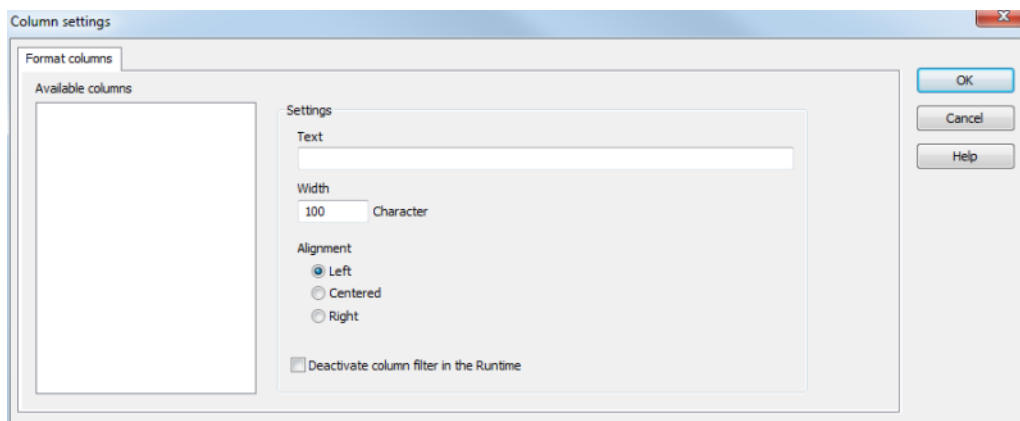 Column settings
Format columns
Available columns
Settings
Text
Width
100 Character
Alignment
Left
Centered
Right
Deactivate column filter in the Runtime
OK
Cancel
Help